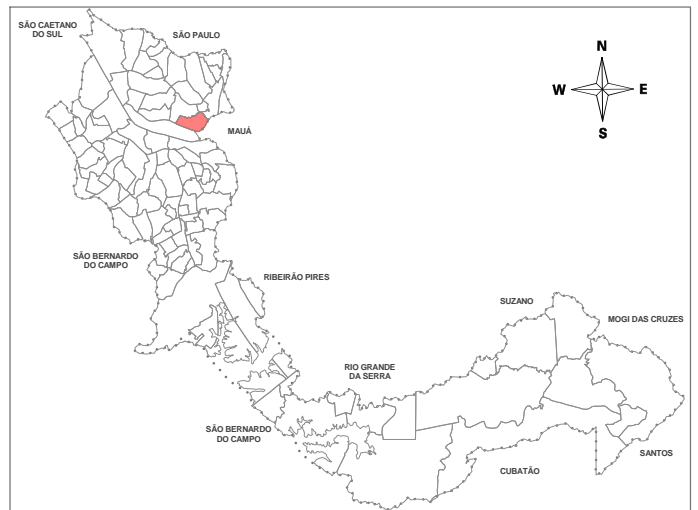 SÃO CAETANO
DO SUL
SÃO PAULO
N
W
E
S
MAUÁ
SÃO BERNARDO
DO CAMPO
RIBEIRÃO PIRES
SUZANO
MOGI DAS CRUZES
RIO GRANDE
DA SERRA
SÃO BERNARDO
DO CAMPO
SANTOS
CUBATÃO